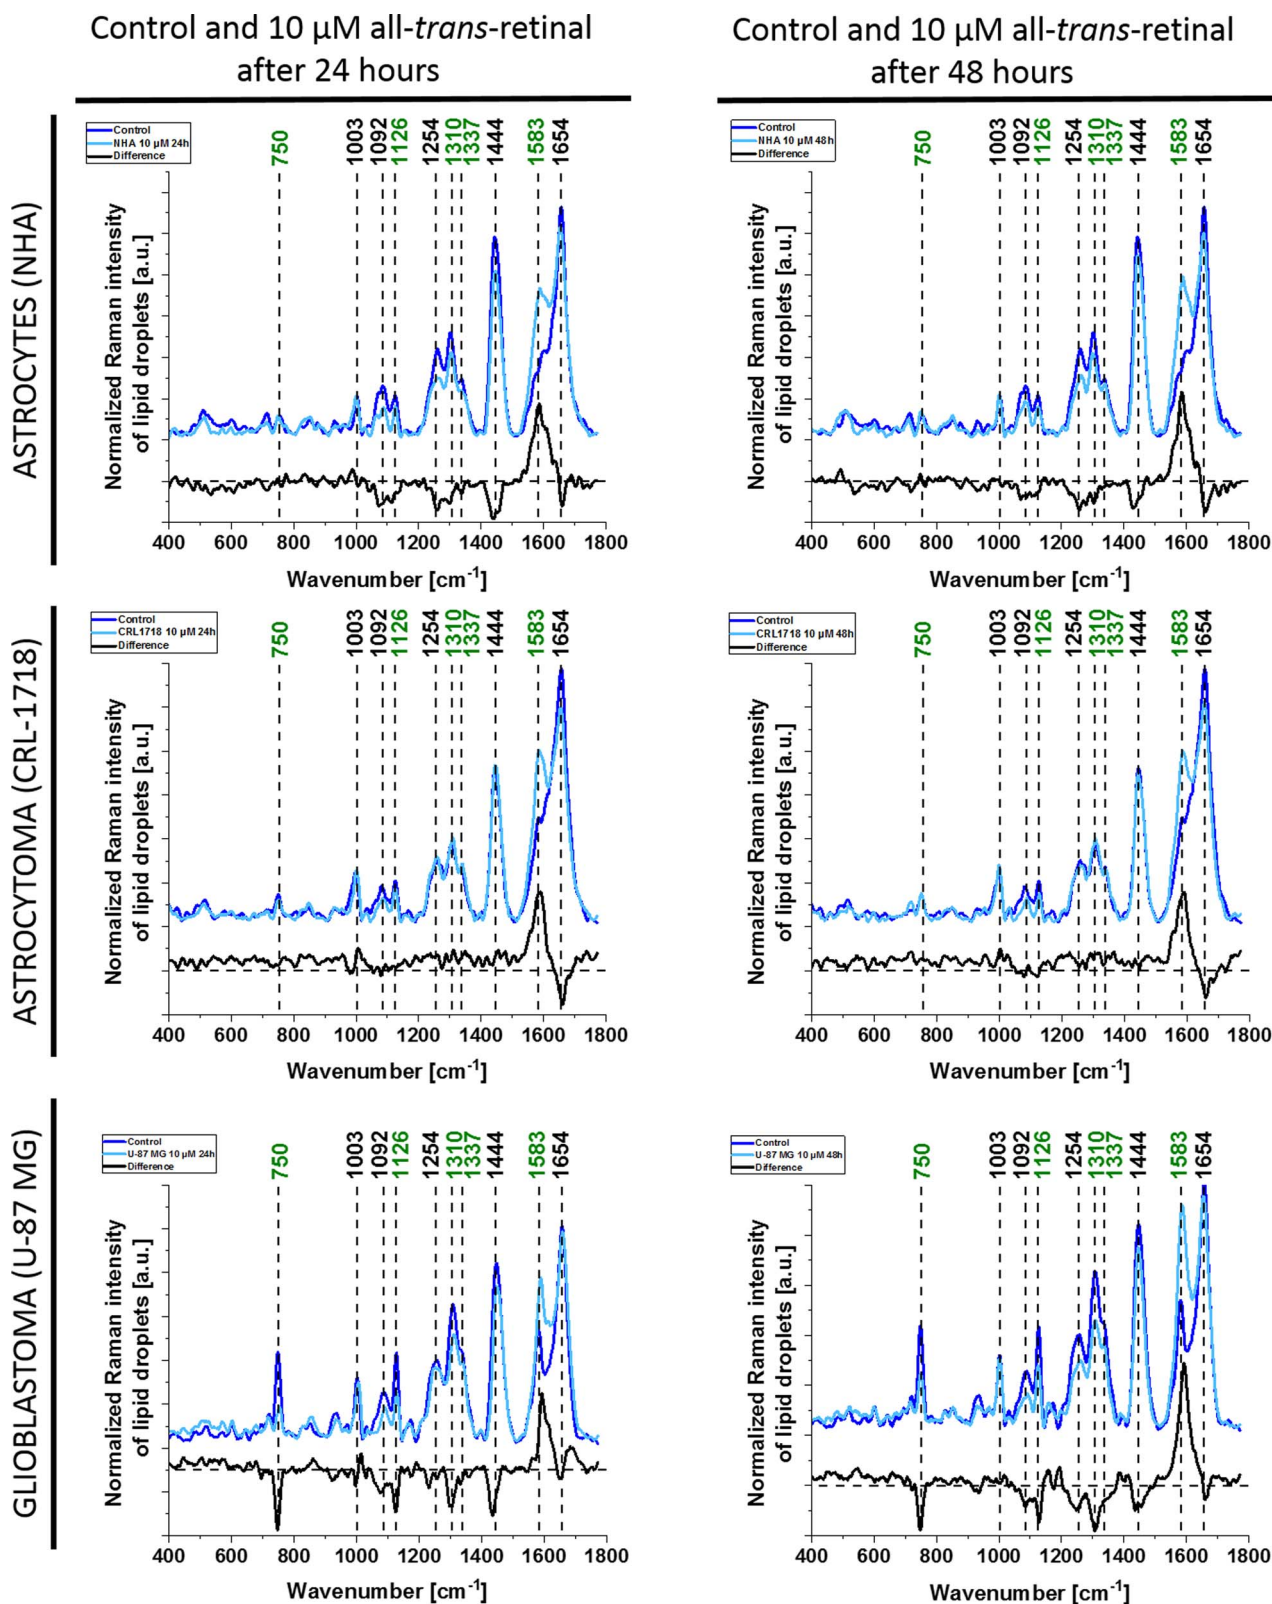 Control and 10 µM all-trans-retinal
after 24 hours
Control and 10 µM all-trans-retinal
after 48 hours
ASTROCYTES (NHA)
Control
NHA 10 µM 24h
Difference
750
1003
1092
1126
1254
1310
1337
1444
1583
1654
Normalized Raman intensity
of lipid droplets [a.u.]
400 600 800 1000 1200 1400 1600 1800
Wavenumber [cm-1]
Control
NHA 10 µM 48h
Difference
750
1003
1092
1126
1254
1310
1337
1444
1583
1654
Normalized Raman intensity
of lipid droplets [a.u.]
400 600 800 1000 1200 1400 1600 1800
Wavenumber [cm-1]
ASTROCYTOMA (CRL-1718)
Control
CRL1718 10 µM 24h
Difference
750
1003
1092
1126
1254
1310
1337
1444
1583
1654
Normalized Raman intensity
of lipid droplets [a.u.]
400 600 800 1000 1200 1400 1600 1800
Wavenumber [cm-1]
Control
CRL1718 10 µM 48h
Difference
750
1003
1092
1126
1254
1310
1337
1444
1583
1654
Normalized Raman intensity
of lipid droplets [a.u.]
400 600 800 1000 1200 1400 1600 1800
Wavenumber [cm-1]
GLIOBLASTOMA (U-87 MG)
Control
U-87 MG 10 µM 24h
Difference
750
1003
1092
1126
1254
1310
1337
1444
1583
1654
Normalized Raman intensity
of lipid droplets [a.u.]
400 600 800 1000 1200 1400 1600 1800
Wavenumber [cm-1]
Control
U-87 MG 10 µM 48h
Difference
750
1003
1092
1126
1254
1310
1337
1444
1583
1654
Normalized Raman intensity
of lipid droplets [a.u.]
400 600 800 1000 1200 1400 1600 1800
Wavenumber [cm-1]